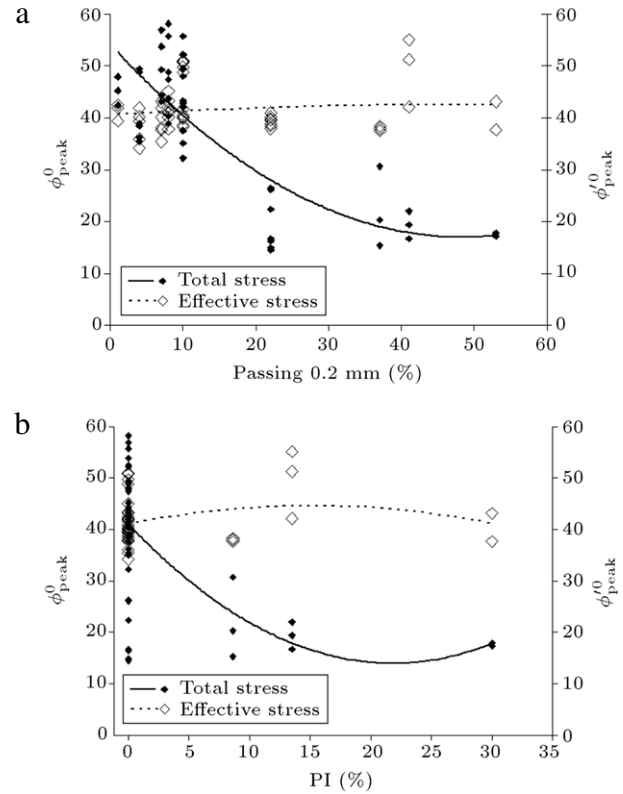 a
60 60
50 50
40 40
30 30
20 20
10 10
0 0
ϕ⁰peak
ϕ′⁰peak
Total stress
Effective stress
0 10 20 30 40 50 60
Passing 0.2 mm (%)
b
60 60
50 50
40 40
30 30
20 20
10 10
0 0
ϕ⁰peak
ϕ′⁰peak
Total stress
Effective stress
0 5 10 15 20 25 30 35
PI (%)